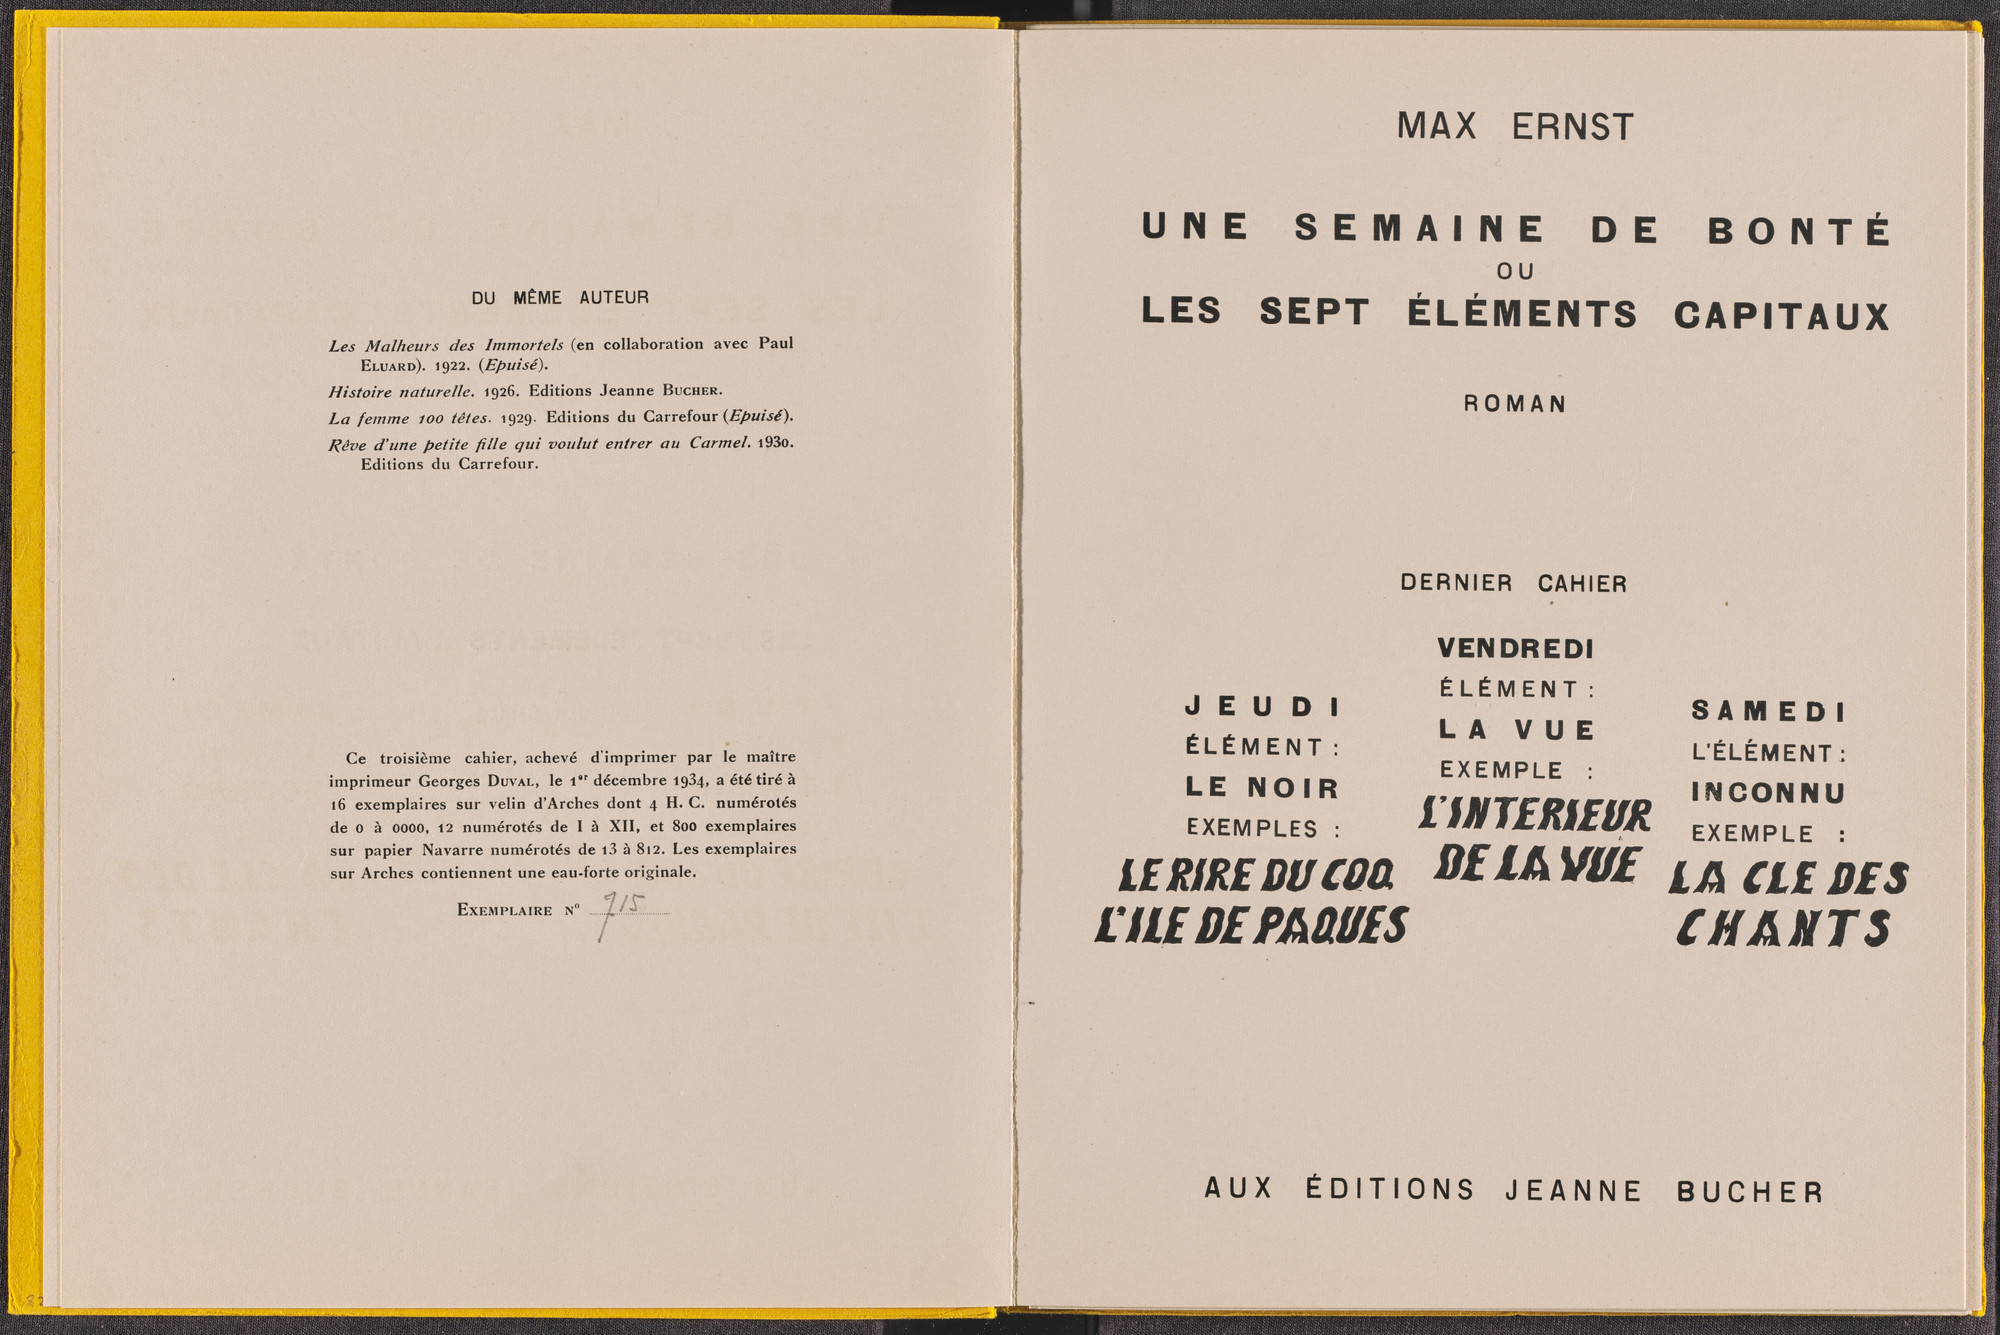 DU MÊME AUTEUR
Les Malheurs des Immortels (en collaboration avec Paul
ELUARD). 1922. (Epuisé).
Histoire naturelle. 1926. Editions Jeanne BUCHER.
La femme 100 têtes. 1929. Editions du Carrefour (Epuisé).
Rêve d'une petite fille qui voulut entrer au Carmel. 1930.
Editions du Carrefour.
Ce troisième cahier, achevé d'imprimer par le maître
imprimeur Georges DUVAL, le 1er décembre 1934, a été tiré à
16 exemplaires sur velin d'Arches dont 4 H. C. numérotés
de 0 à 0000, 12 numérotés de I à XII, et 800 exemplaires
sur papier Navarre numérotés de 13 à 812. Les exemplaires
sur Arches contiennent une eau-forte originale.
EXEMPLAIRE N° 715
MAX ERNST
UNE SEMAINE DE BONTÉ
OU
LES SEPT ÉLÉMENTS CAPITAUX
ROMAN
DERNIER CAHIER
JEUDI
ÉLÉMENT :
LE NOIR
EXEMPLES :
LE RIRE DU COQ
L'ILE DE PAQUES
VENDREDI
ÉLÉMENT :
LA VUE
EXEMPLE :
L'INTERIEUR
DE LA VUE
SAMEDI
L'ÉLÉMENT :
INCONNU
EXEMPLE :
LA CLE DES
CHANTS
AUX ÉDITIONS JEANNE BUCHER